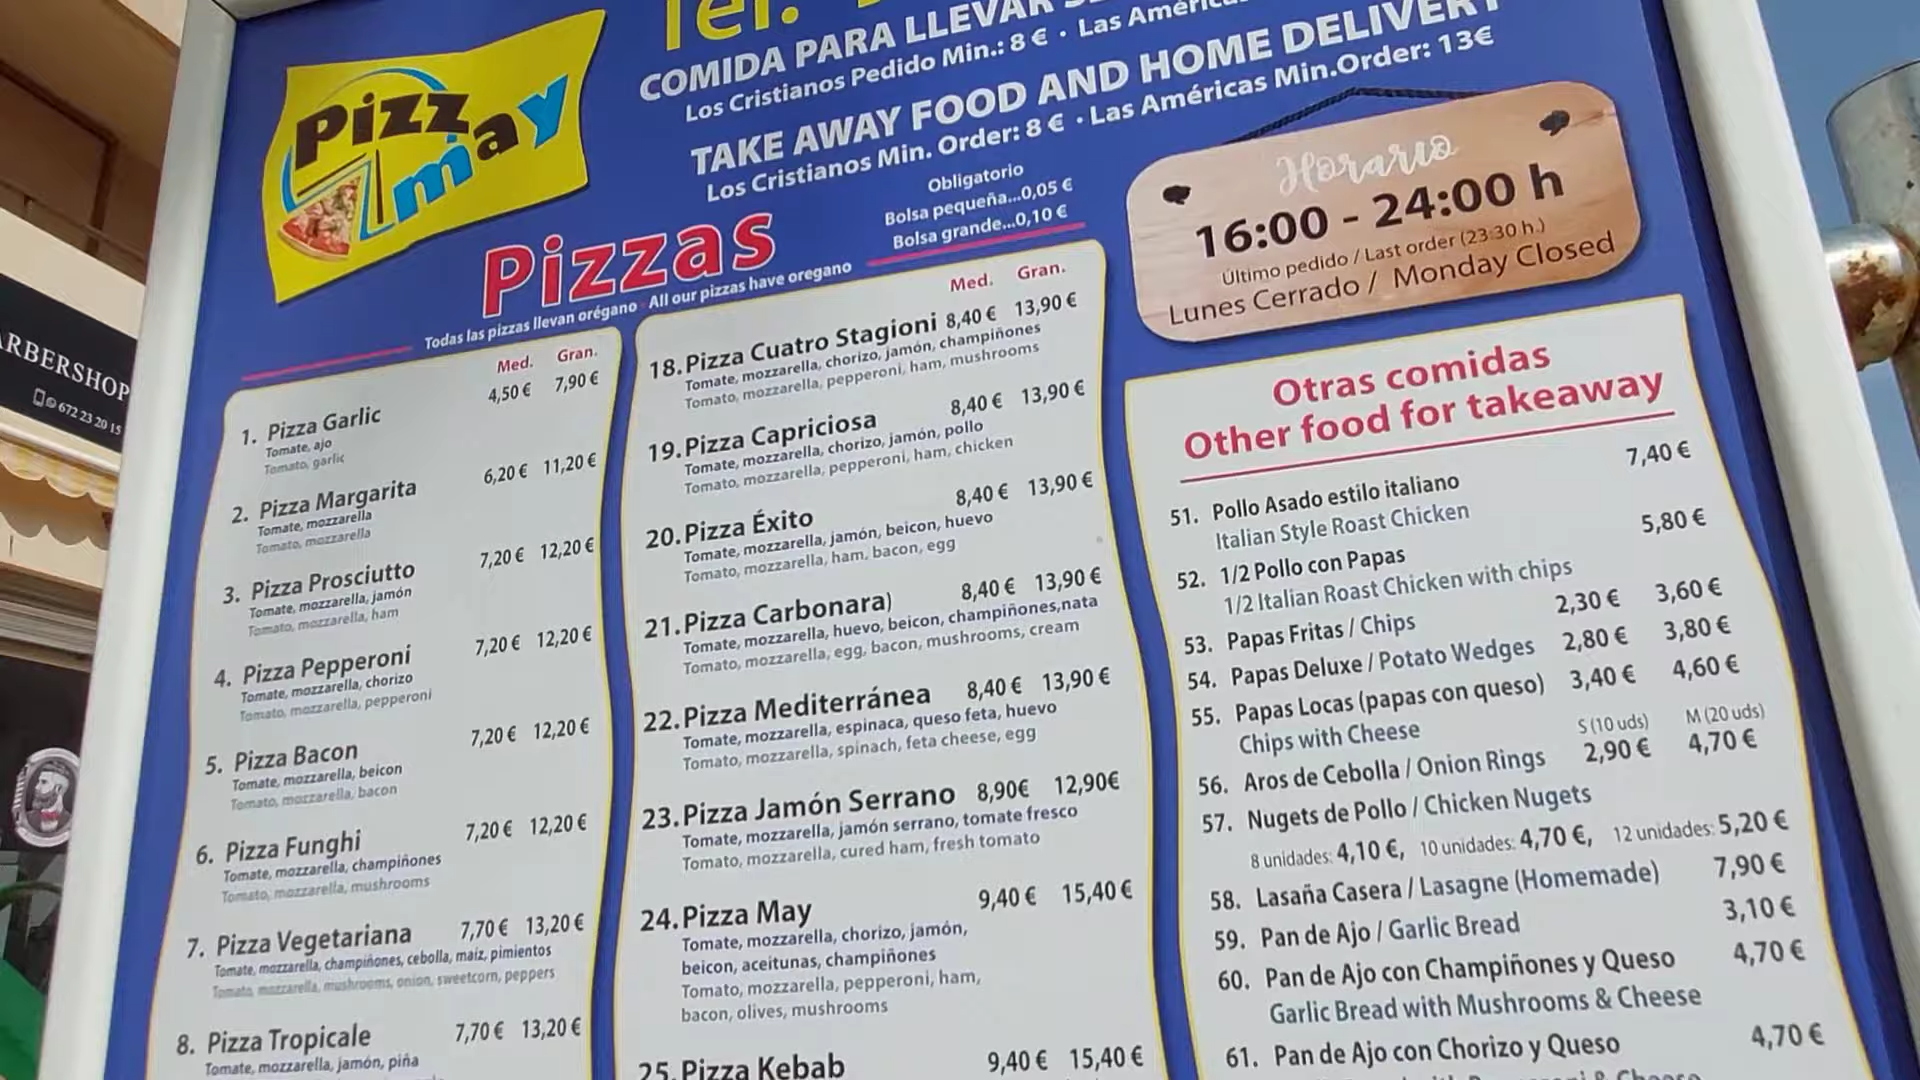 Pizz
may
Tel.
COMIDA PARA LLEVAR
Los Cristianos Pedido Min.: 8 € · Las Améric
TAKE AWAY FOOD AND HOME DELIVERY
Los Cristianos Min. Order: 8 € · Las Américas Min.Order: 13€
Obligatorio
Bolsa pequeña...0,05 €
Bolsa grande...0,10 €
Horario
16:00 - 24:00 h
Último pedido / Last order (23:30 h.)
Lunes Cerrado / Monday Closed
Pizzas
Todas las pizzas llevan orégano · All our pizzas have oregano
Med. Gran.
1. Pizza Garlic 4,50 € 7,90 €
Tomate, ajo
Tomato, garlic
2. Pizza Margarita 6,20 € 11,20 €
Tomate, mozzarella
Tomato, mozzarella
3. Pizza Prosciutto 7,20 € 12,20 €
Tomate, mozzarella, jamón
Tomato, mozzarella, ham
4. Pizza Pepperoni 7,20 € 12,20 €
Tomate, mozzarella, chorizo
Tomato, mozzarella, pepperoni
5. Pizza Bacon 7,20 € 12,20 €
Tomate, mozzarella, beicon
Tomato, mozzarella, bacon
6. Pizza Funghi 7,20 € 12,20 €
Tomate, mozzarella, champiñones
Tomato, mozzarella, mushrooms
7. Pizza Vegetariana 7,70 € 13,20 €
Tomate, mozzarella, champiñones, cebolla, maíz, pimientos
Tomato, mozzarella, mushrooms, onion, sweetcorn, peppers
8. Pizza Tropicale 7,70 € 13,20 €
Tomate, mozzarella, jamón, piña
Med. Gran.
18. Pizza Cuatro Stagioni 8,40 € 13,90 €
Tomate, mozzarella, chorizo, jamón, champiñones
Tomato, mozzarella, pepperoni, ham, mushrooms
19. Pizza Capriciosa 8,40 € 13,90 €
Tomate, mozzarella, chorizo, jamón, pollo
Tomato, mozzarella, pepperoni, ham, chicken
20. Pizza Éxito 8,40 € 13,90 €
Tomate, mozzarella, jamón, beicon, huevo
Tomato, mozzarella, ham, bacon, egg
21. Pizza Carbonara) 8,40 € 13,90 €
Tomate, mozzarella, huevo, beicon, champiñones,nata
Tomato, mozzarella, egg, bacon, mushrooms, cream
22. Pizza Mediterránea 8,40 € 13,90 €
Tomate, mozzarella, espinaca, queso feta, huevo
Tomato, mozzarella, spinach, feta cheese, egg
23. Pizza Jamón Serrano 8,90€ 12,90€
Tomate, mozzarella, jamón serrano, tomate fresco
Tomato, mozzarella, cured ham, fresh tomato
24. Pizza May 9,40 € 15,40 €
Tomate, mozzarella, chorizo, jamón,
beicon, aceitunas, champiñones
Tomato, mozzarella, pepperoni, ham,
bacon, olives, mushrooms
25. Pizza Kebab 9,40 € 15,40 €
Otras comidas
Other food for takeaway
51. Pollo Asado estilo italiano 7,40 €
Italian Style Roast Chicken
52. 1/2 Pollo con Papas 5,80 €
1/2 Italian Roast Chicken with chips
53. Papas Fritas / Chips 2,30 € 3,60 €
54. Papas Deluxe / Potato Wedges 2,80 € 3,80 €
55. Papas Locas (papas con queso) 3,40 € 4,60 €
Chips with Cheese
S (10 uds) M (20 uds)
56. Aros de Cebolla / Onion Rings 2,90 € 4,70 €
57. Nugets de Pollo / Chicken Nugets
8 unidades: 4,10 €, 10 unidades: 4,70 €, 12 unidades: 5,20 €
58. Lasaña Casera / Lasagne (Homemade) 7,90 €
59. Pan de Ajo / Garlic Bread 3,10 €
60. Pan de Ajo con Champiñones y Queso 4,70 €
Garlic Bread with Mushrooms & Cheese
61. Pan de Ajo con Chorizo y Queso 4,70 €
ARBERSHOP
672 23 20 15